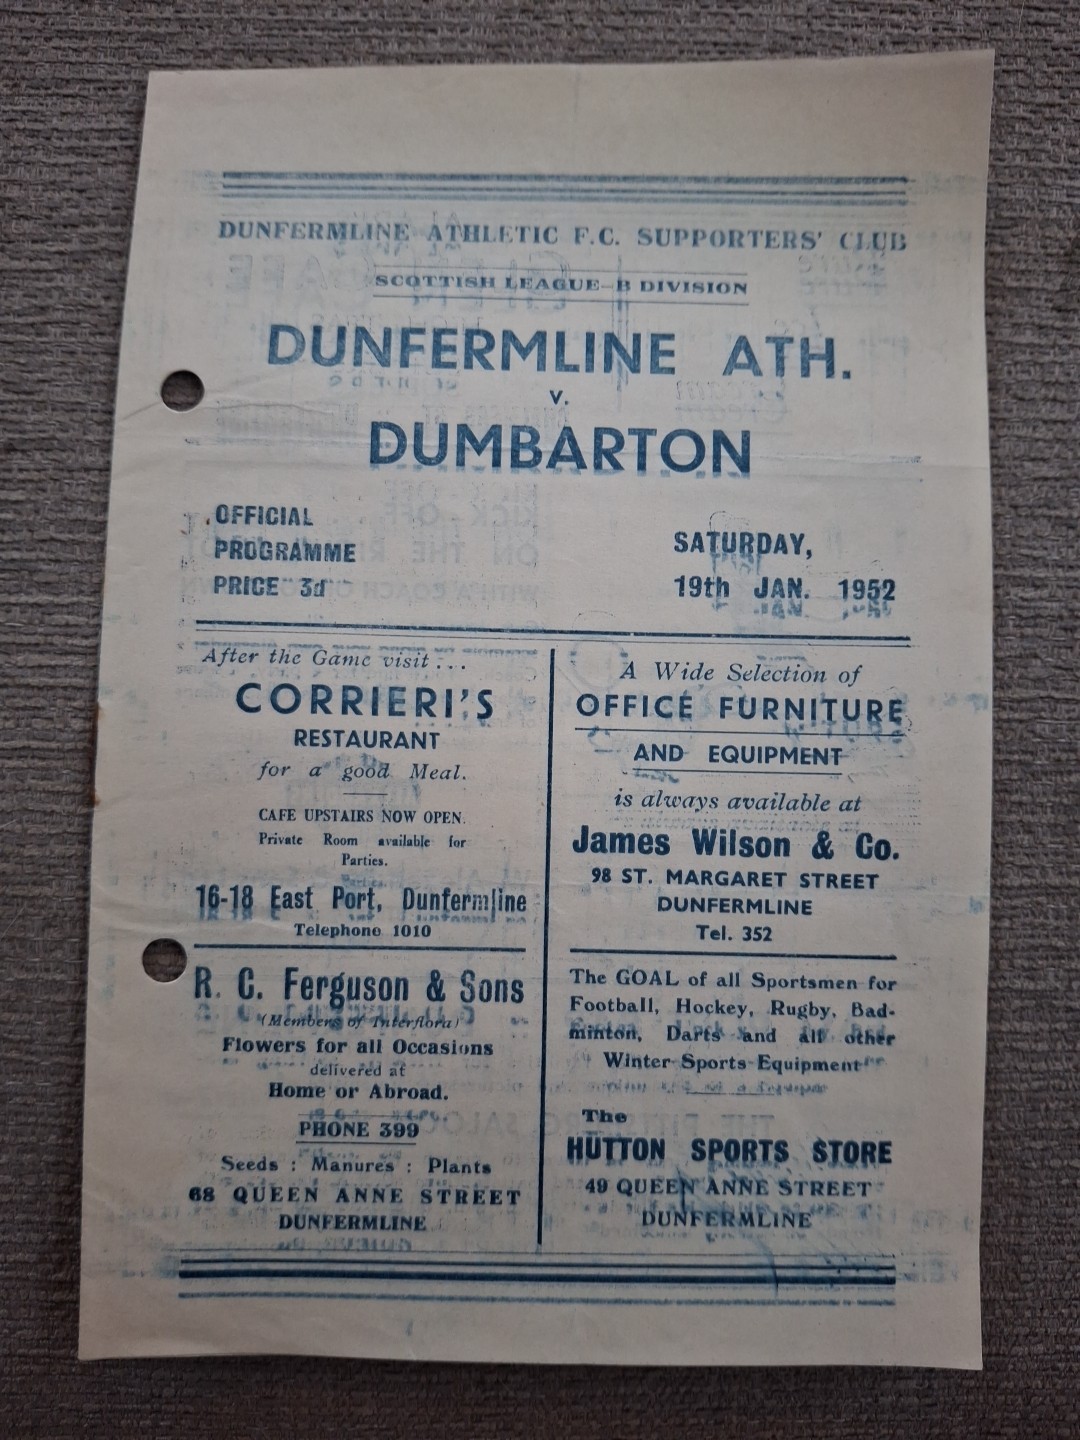 DUNFERMLINE ATHLETIC F.C. SUPPORTERS' CLUB
SCOTTISH LEAGUE—B DIVISION
DUNFERMLINE ATH.
v.
DUMBARTON
OFFICIAL
PROGRAMME
PRICE 3d
SATURDAY,
19th JAN. 1952
After the Game visit . . .
CORRIERI'S
RESTAURANT
for a good Meal.
CAFE UPSTAIRS NOW OPEN.
Private Room available for
Parties.
16-18 East Port, Dunfermline
Telephone 1010
R. C. Ferguson & Sons
(Members of Interflora)
Flowers for all Occasions
delivered at
Home or Abroad.
PHONE 399
Seeds : Manures : Plants
68 QUEEN ANNE STREET
DUNFERMLINE
A Wide Selection of
OFFICE FURNITURE
AND EQUIPMENT
is always available at
James Wilson & Co.
98 ST. MARGARET STREET
DUNFERMLINE
Tel. 352
The GOAL of all Sportsmen for
Football, Hockey, Rugby, Bad-
minton, Darts and all other
Winter Sports Equipment
The
HUTTON SPORTS STORE
49 QUEEN ANNE STREET
DUNFERMLINE